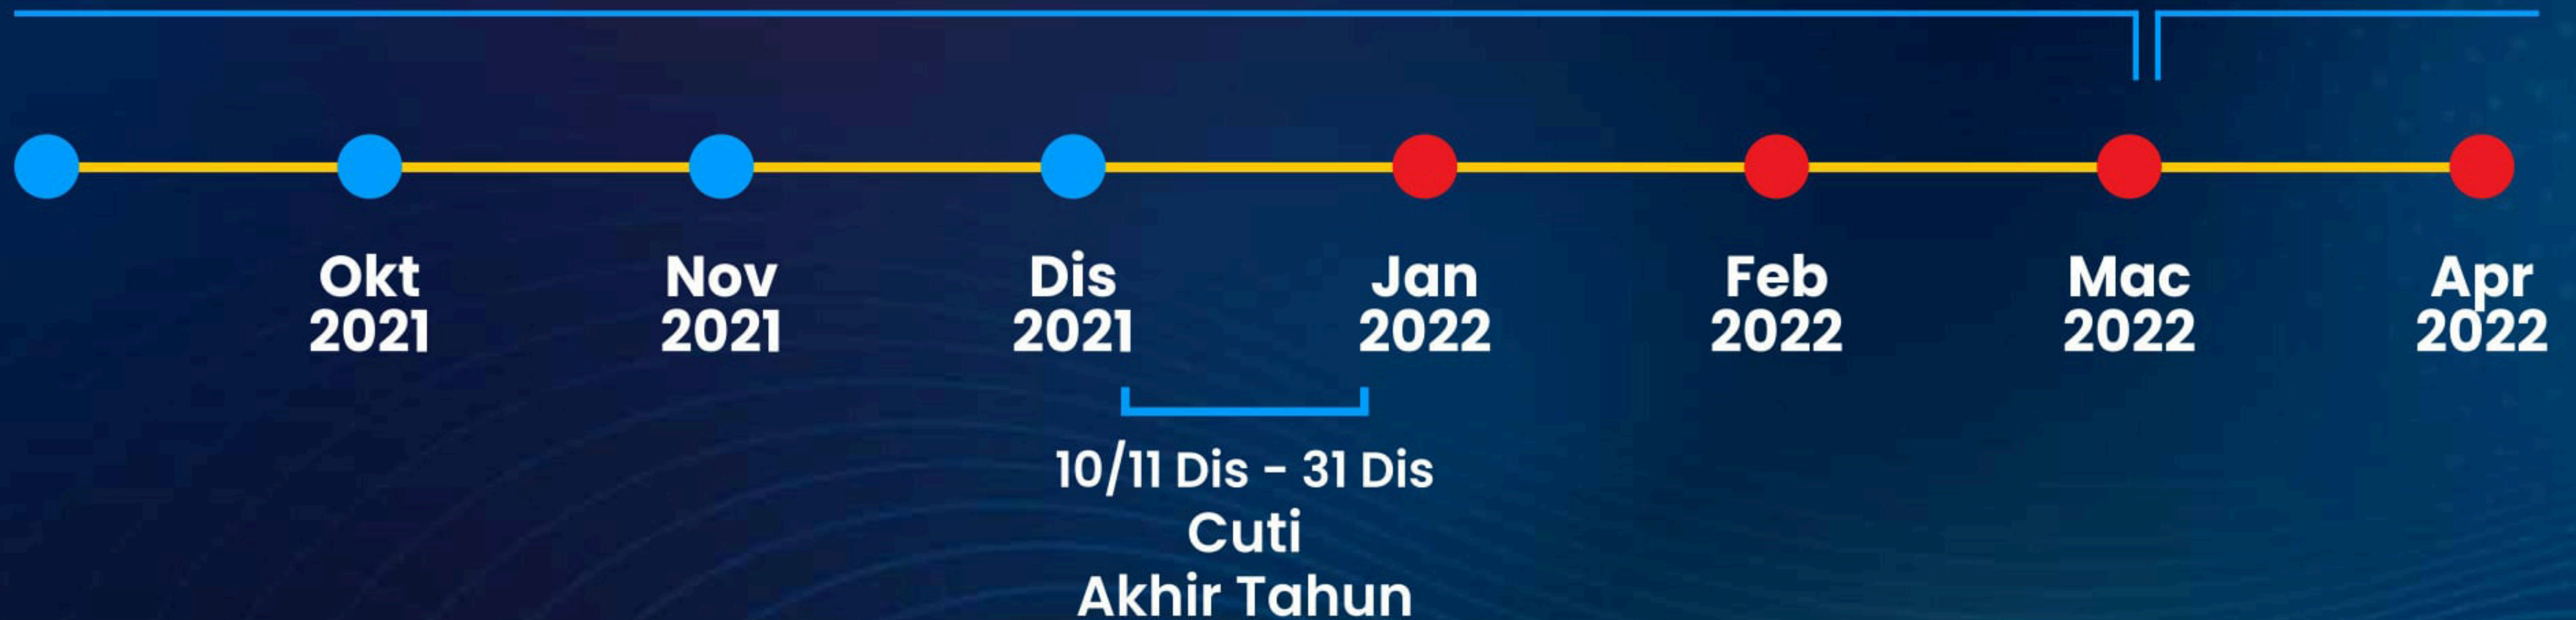 Okt
2021
Nov
2021
Dis
2021
Jan
2022
Feb
2022
Mac
2022
Apr
2022
10/11 Dis - 31 Dis
Cuti
Akhir Tahun